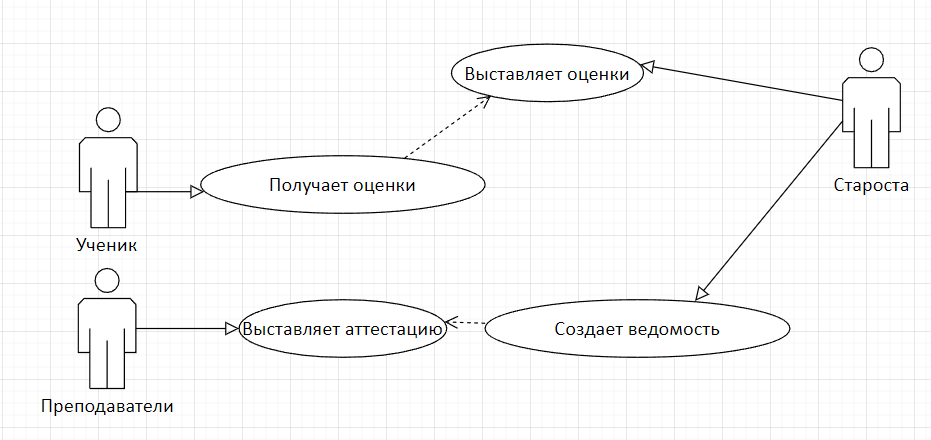 Выставляет оценки
Получает оценки
Староста
Ученик
Выставляет аттестацию
Создает ведомость
Преподаватели